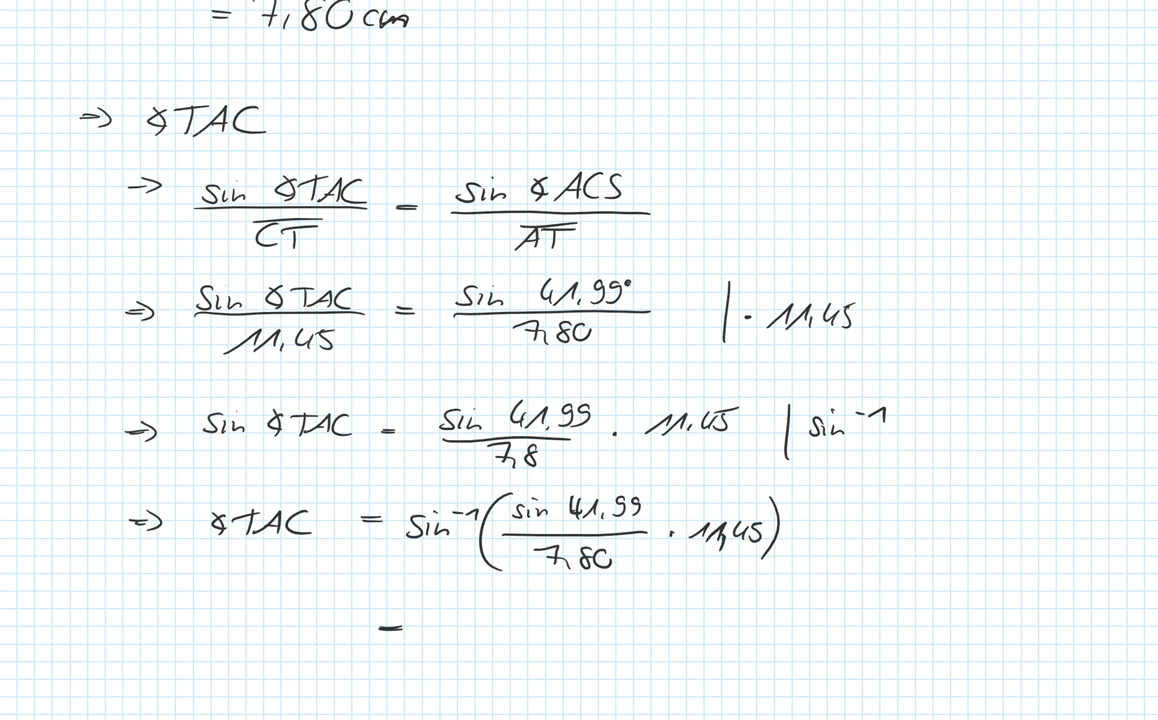 = 7,80 cm
=> ∢TAC
-> sin ∢TAC / CT = sin ∢ ACS / AT
=> sin ∢TAC / 11,45 = sin 41,99° / 7,80 | · 11,45
=> sin ∢TAC = sin 41,99 / 7,8 · 11,45 | sin⁻¹
=> ∢TAC = sin⁻¹(sin 41,99 / 7,80 · 11,45)
=